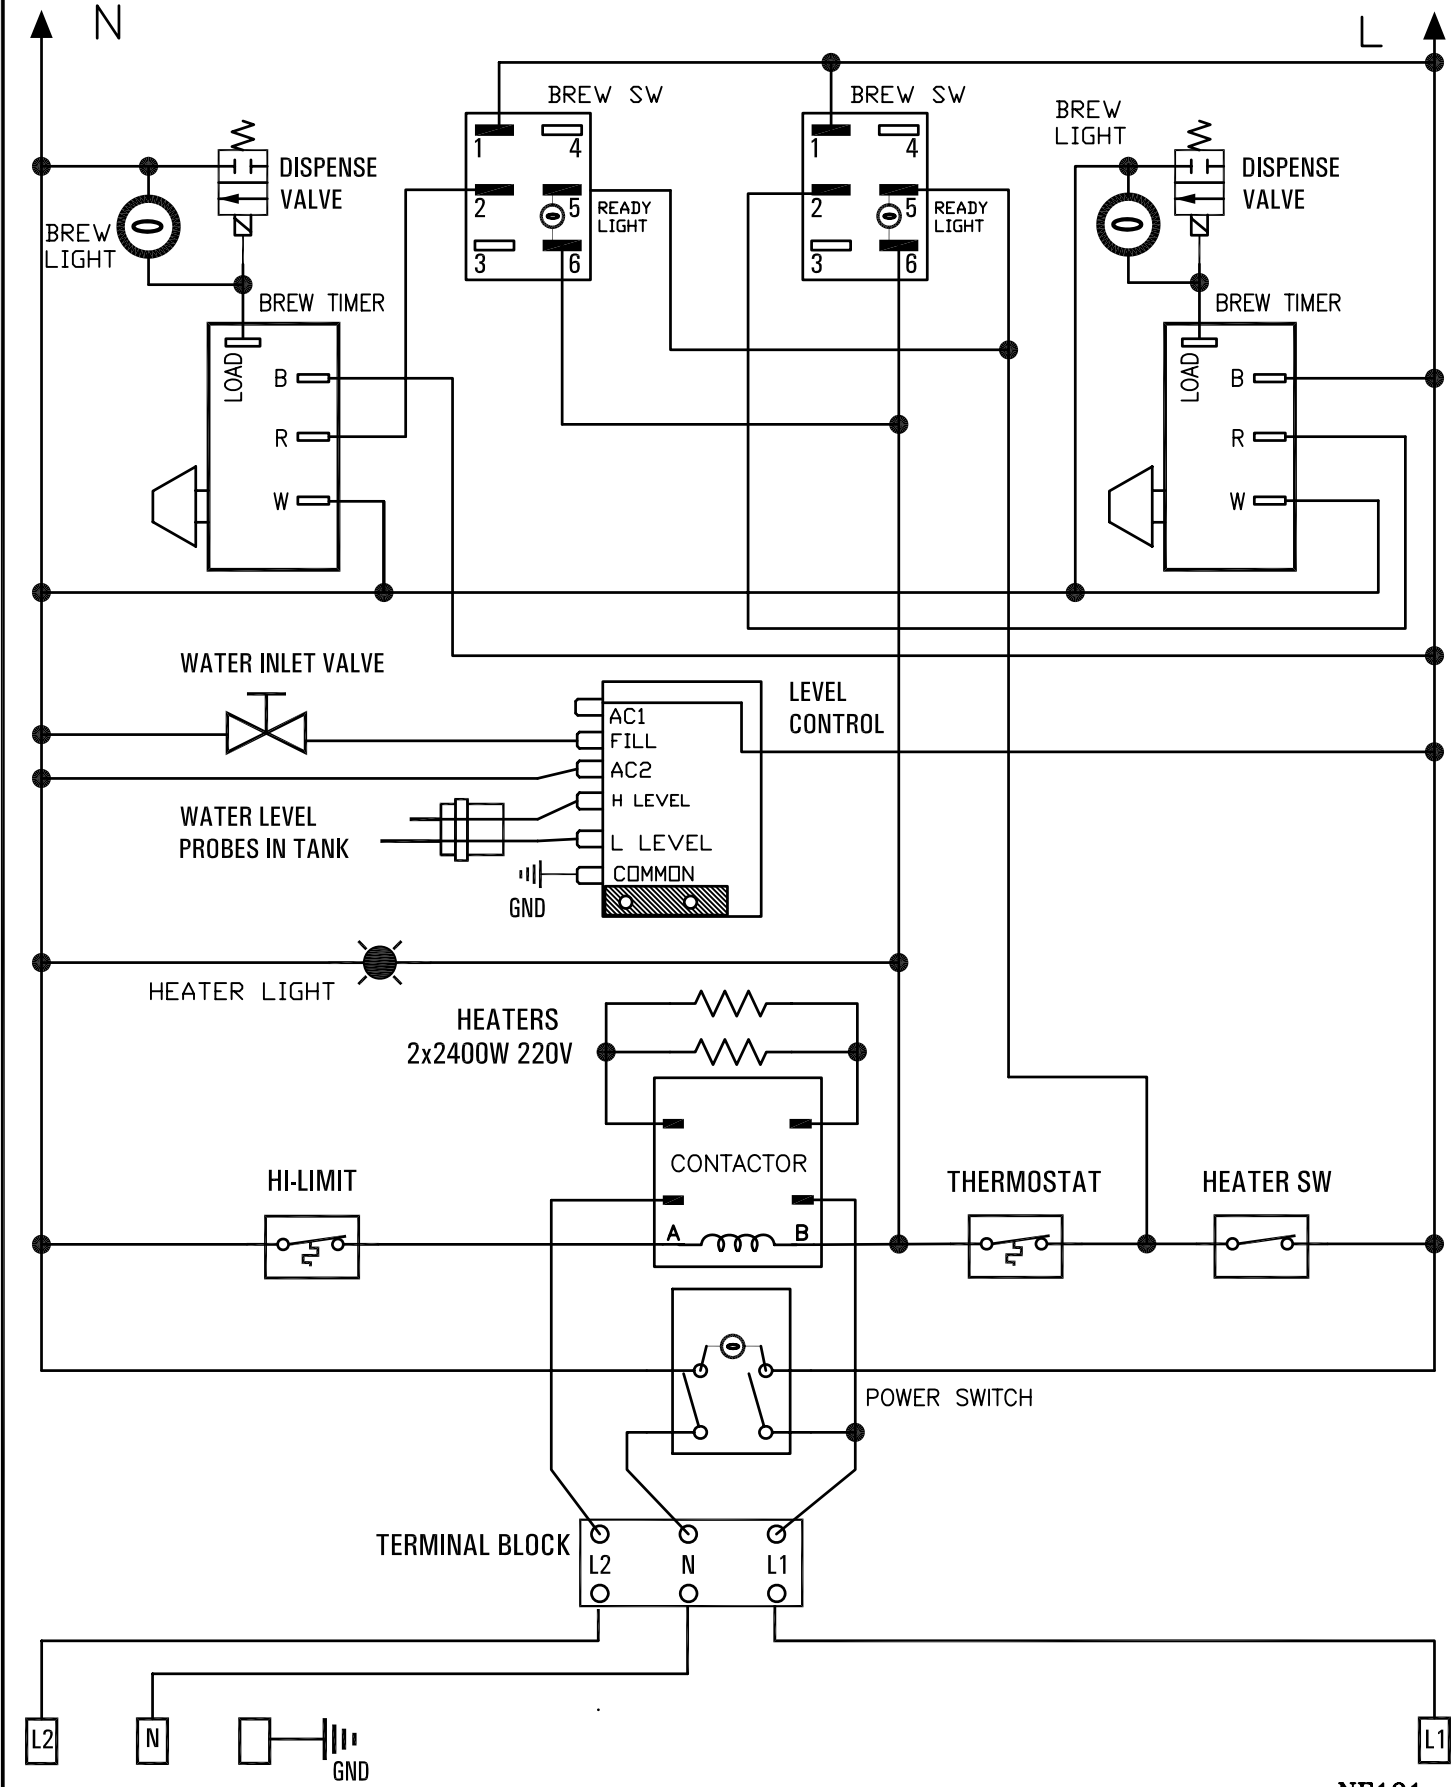 N
L
BREW SW
BREW SW
BREW
LIGHT
1
4
2
5
3
6
READY
LIGHT
1
4
2
5
3
6
READY
LIGHT
DISPENSE
VALVE
DISPENSE
VALVE
BREW
LIGHT
BREW TIMER
BREW TIMER
LOAD
B
R
W
LOAD
B
R
W
WATER INLET VALVE
LEVEL
CONTROL
AC1
FILL
AC2
H LEVEL
L LEVEL
COMMON
WATER LEVEL
PROBES IN TANK
GND
HEATER LIGHT
HEATERS
2x2400W 220V
CONTACTOR
HI-LIMIT
THERMOSTAT
HEATER SW
A
B
POWER SWITCH
TERMINAL BLOCK
L2
N
L1
L2
N
GND
L1